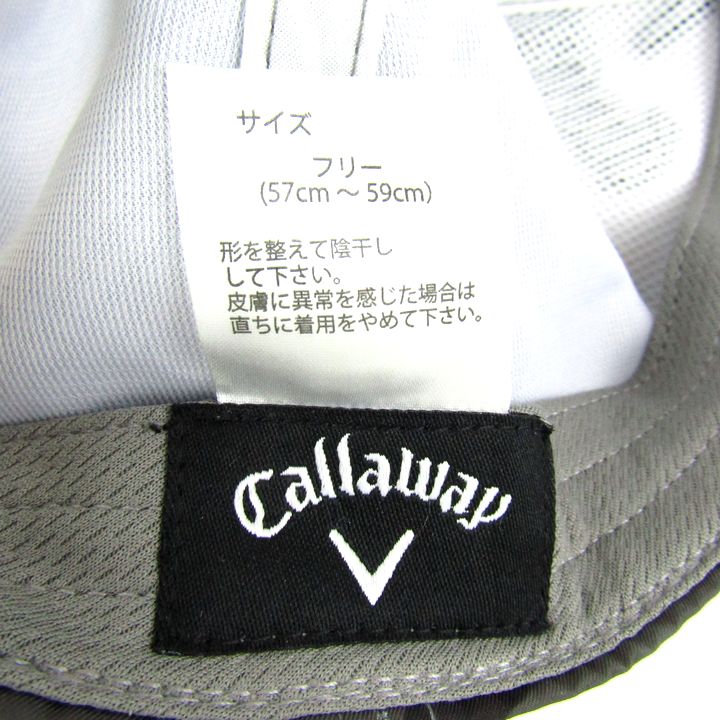 サイズ
フリー
(57cm ～ 59cm)
形を整えて陰干し
して下さい。
皮膚に異常を感じた場合は
直ちに着用をやめて下さい。
Callaway